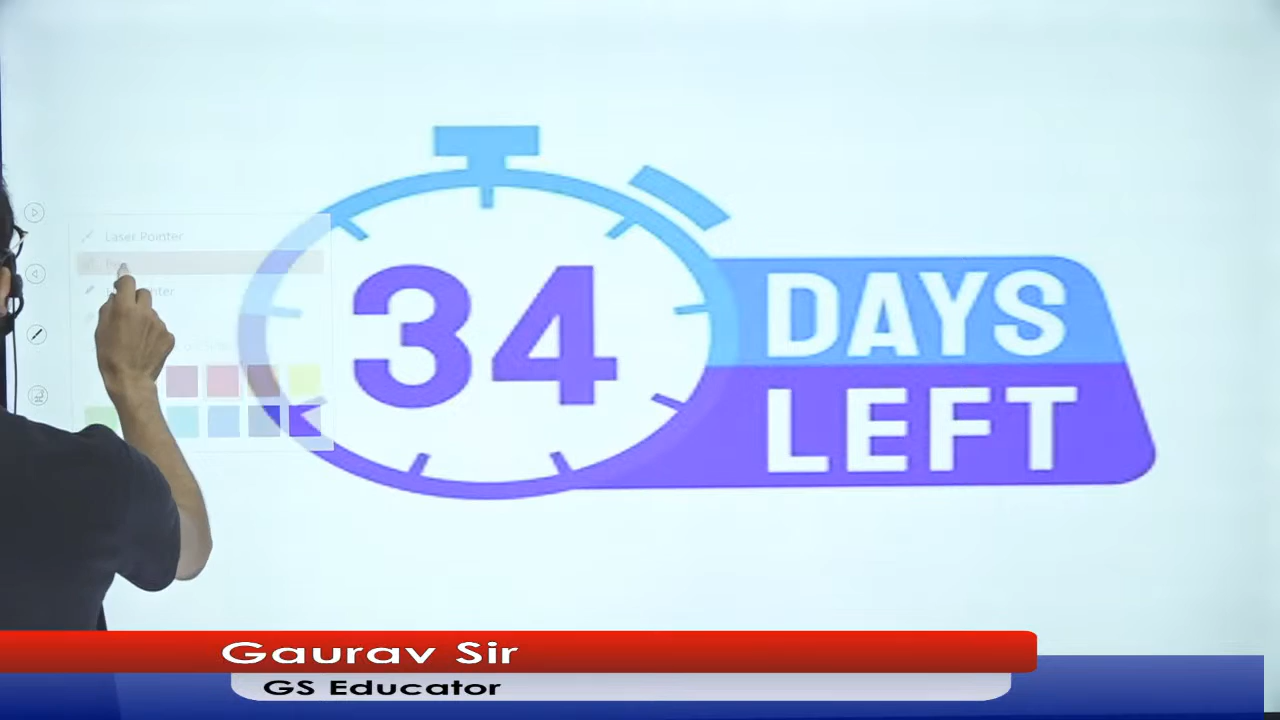 Laser Pointer
34
DAYS
LEFT
Gaurav Sir
GS Educator